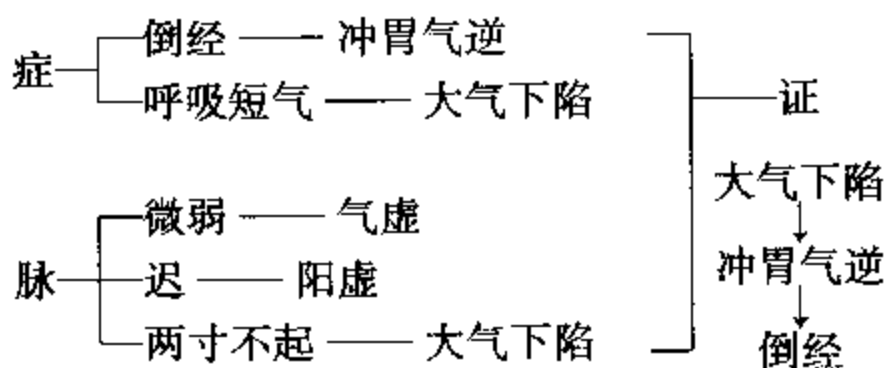 症
倒经 冲胃气逆
呼吸短气 大气下陷
脉
微弱 气虚
迟 阳虚
两寸不起 大气下陷
证
大气下陷
冲胃气逆
倒经